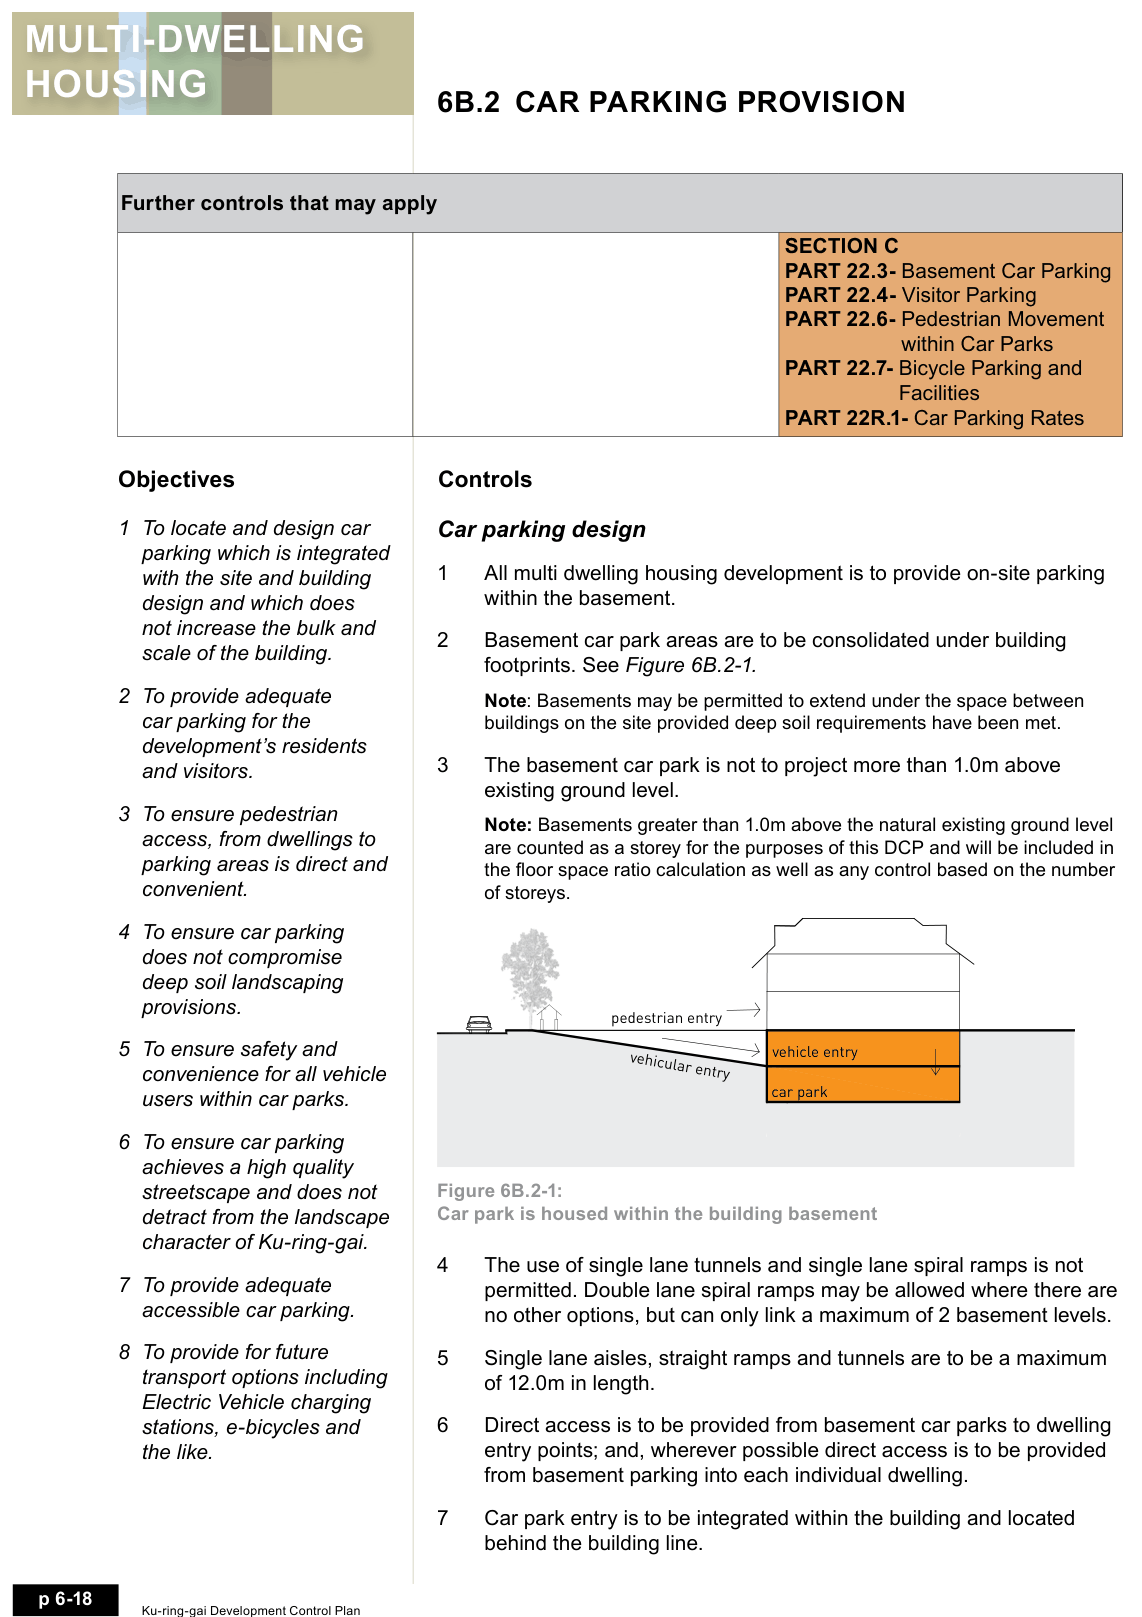 MULTI-DWELLING
HOUSING
6B.2 CAR PARKING PROVISION
Further controls that may apply
SECTION C
PART 22.3- Basement Car Parking
PART 22.4- Visitor Parking
PART 22.6- Pedestrian Movement
within Car Parks
PART 22.7- Bicycle Parking and
Facilities
PART 22R.1- Car Parking Rates
Objectives
1 To locate and design car
parking which is integrated
with the site and building
design and which does
not increase the bulk and
scale of the building.
2 To provide adequate
car parking for the
development's residents
and visitors.
3 To ensure pedestrian
access, from dwellings to
parking areas is direct and
convenient.
4 To ensure car parking
does not compromise
deep soil landscaping
provisions.
5 To ensure safety and
convenience for all vehicle
users within car parks.
6 To ensure car parking
achieves a high quality
streetscape and does not
detract from the landscape
character of Ku-ring-gai.
7 To provide adequate
accessible car parking.
8 To provide for future
transport options including
Electric Vehicle charging
stations, e-bicycles and
the like.
Controls
Car parking design
1 All multi dwelling housing development is to provide on-site parking
within the basement.
2 Basement car park areas are to be consolidated under building
footprints. See Figure 6B.2-1.
Note: Basements may be permitted to extend under the space between
buildings on the site provided deep soil requirements have been met.
3 The basement car park is not to project more than 1.0m above
existing ground level.
Note: Basements greater than 1.0m above the natural existing ground level
are counted as a storey for the purposes of this DCP and will be included in
the floor space ratio calculation as well as any control based on the number
of storeys.
pedestrian entry
vehicle entry
vehicular entry
car park
Figure 6B.2-1:
Car park is housed within the building basement
4 The use of single lane tunnels and single lane spiral ramps is not
permitted. Double lane spiral ramps may be allowed where there are
no other options, but can only link a maximum of 2 basement levels.
5 Single lane aisles, straight ramps and tunnels are to be a maximum
of 12.0m in length.
6 Direct access is to be provided from basement car parks to dwelling
entry points; and, wherever possible direct access is to be provided
from basement parking into each individual dwelling.
7 Car park entry is to be integrated within the building and located
behind the building line.
p 6-18
Ku-ring-gai Development Control Plan